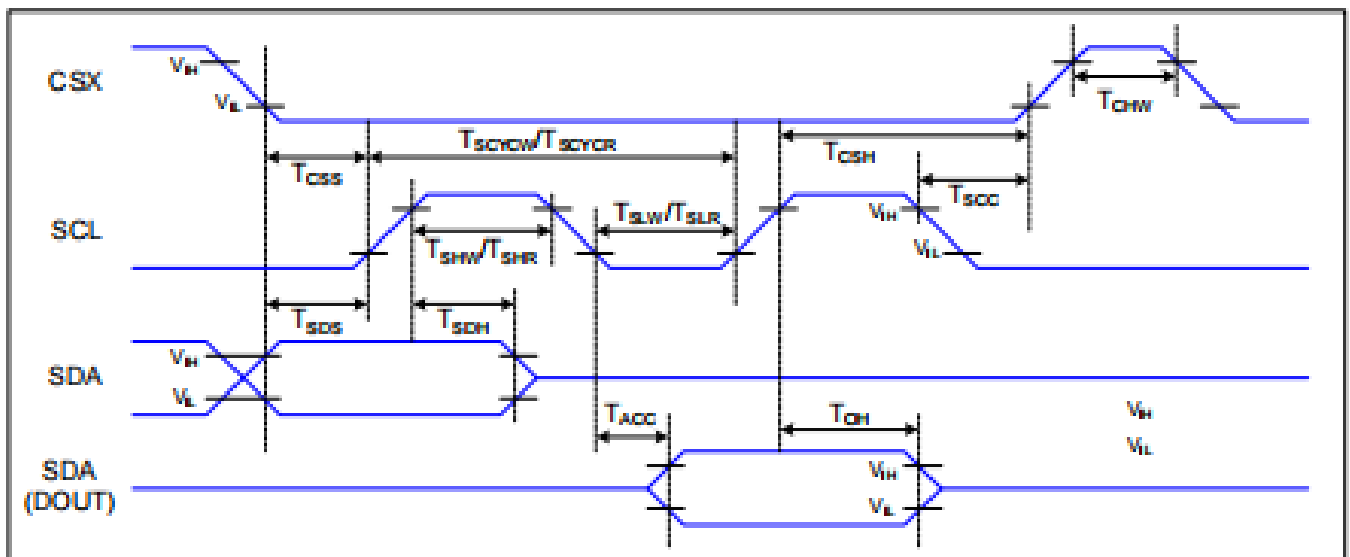 CSX
VIH
VIL
TCHW
TSCYCW/TSCYCR
TCSS
TCSH
TSCC
SCL
TSHW/TSHR
TSLW/TSLR
VIH
VIL
TSDS
TSDH
SDA
VIH
VIL
TACC
TOH
VIH
VIL
SDA
(DOUT)
VIH
VIL